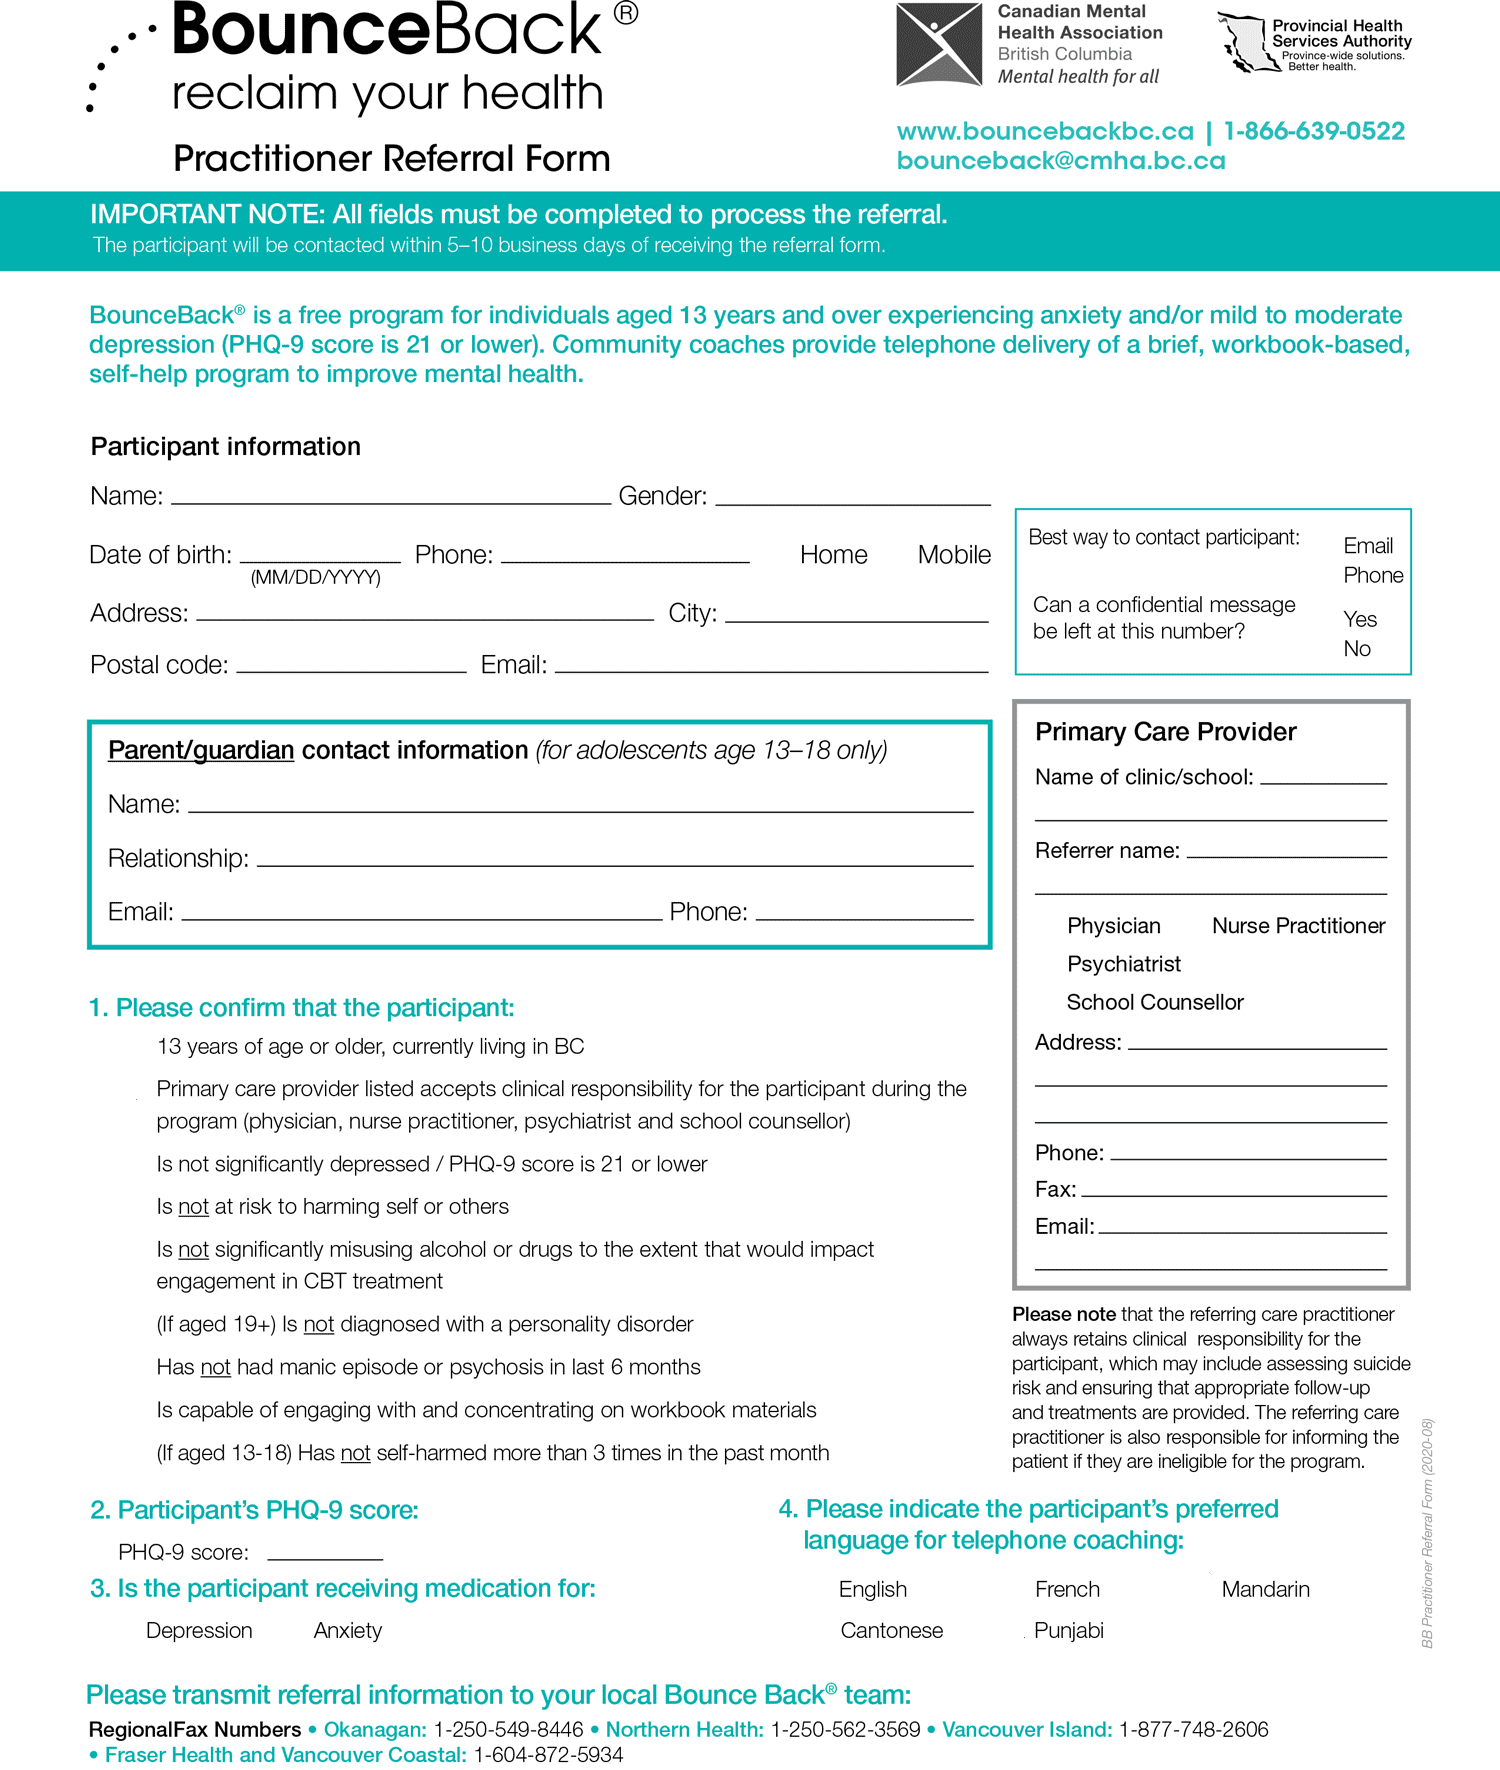 BounceBack®
reclaim your health
Practitioner Referral Form
Canadian Mental
Health Association
British Columbia
Mental health for all
Provincial Health
Services Authority
Province-wide solutions.
Better health.
www.bouncebackbc.ca | 1-866-639-0522
bounceback@cmha.bc.ca
IMPORTANT NOTE: All fields must be completed to process the referral.
The participant will be contacted within 5–10 business days of receiving the referral form.
BounceBack® is a free program for individuals aged 13 years and over experiencing anxiety and/or mild to moderate
depression (PHQ-9 score is 21 or lower). Community coaches provide telephone delivery of a brief, workbook-based,
self-help program to improve mental health.
Participant information
Name: Gender:
Date of birth: Phone: Home Mobile
(MM/DD/YYYY)
Address: City:
Postal code: Email:
Best way to contact participant: Email
Phone
Can a confidential message
be left at this number? Yes
No
Parent/guardian contact information (for adolescents age 13–18 only)
Name:
Relationship:
Email: Phone:
Primary Care Provider
Name of clinic/school:
Referrer name:
Physician Nurse Practitioner
Psychiatrist
School Counsellor
Address:
Phone:
Fax:
Email:
Please note that the referring care practitioner
always retains clinical responsibility for the
participant, which may include assessing suicide
risk and ensuring that appropriate follow-up
and treatments are provided. The referring care
practitioner is also responsible for informing the
patient if they are ineligible for the program.
1. Please confirm that the participant:
13 years of age or older, currently living in BC
Primary care provider listed accepts clinical responsibility for the participant during the
program (physician, nurse practitioner, psychiatrist and school counsellor)
Is not significantly depressed / PHQ-9 score is 21 or lower
Is not at risk to harming self or others
Is not significantly misusing alcohol or drugs to the extent that would impact
engagement in CBT treatment
(If aged 19+) Is not diagnosed with a personality disorder
Has not had manic episode or psychosis in last 6 months
Is capable of engaging with and concentrating on workbook materials
(If aged 13-18) Has not self-harmed more than 3 times in the past month
2. Participant's PHQ-9 score:
PHQ-9 score:
3. Is the participant receiving medication for:
Depression Anxiety
4. Please indicate the participant's preferred
language for telephone coaching:
English French Mandarin
Cantonese Punjabi
BB Practitioner Referral Form (2020-08)
Please transmit referral information to your local Bounce Back® team:
RegionalFax Numbers • Okanagan: 1-250-549-8446 • Northern Health: 1-250-562-3569 • Vancouver Island: 1-877-748-2606
• Fraser Health and Vancouver Coastal: 1-604-872-5934